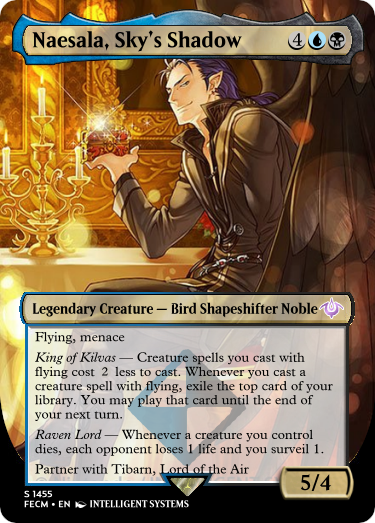 Naesala, Sky's Shadow 4
Legendary Creature — Bird Shapeshifter Noble
Flying, menace
King of Kilvas — Creature spells you cast with
flying cost 2 less to cast. Whenever you cast a
creature spell with flying, exile the top card of your
library. You may play that card until the end of
your next turn.
Raven Lord — Whenever a creature you control
dies, each opponent loses 1 life and you surveil 1.
Partner with Tibarn, Lord of the Air
5/4
S 1455
FECM • EN INTELLIGENT SYSTEMS